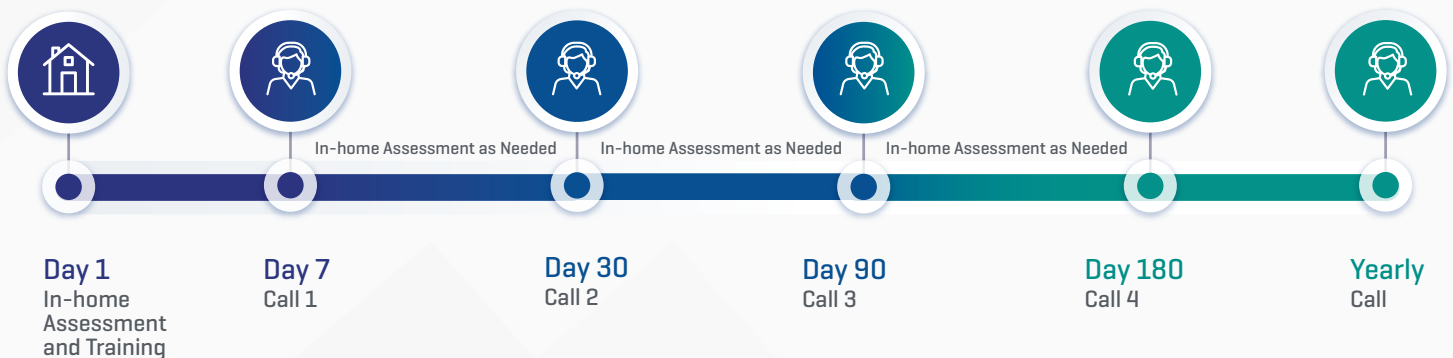 In-home Assessment as Needed
In-home Assessment as Needed
In-home Assessment as Needed
Day 1
In-home
Assessment
and Training
Day 7
Call 1
Day 30
Call 2
Day 90
Call 3
Day 180
Call 4
Yearly
Call